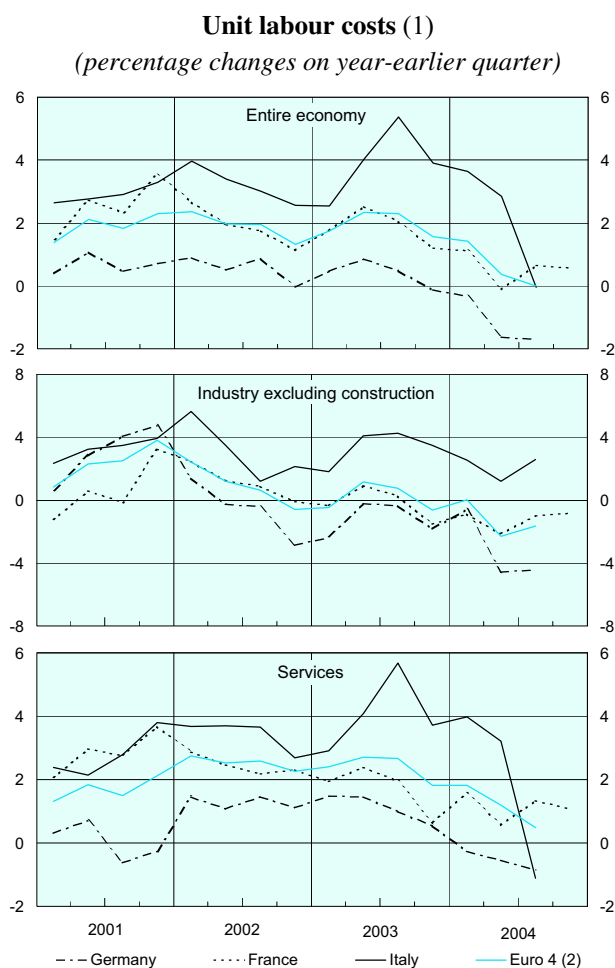 Unit labour costs (1)
(percentage changes on year-earlier quarter)
6 6
Entire economy
4 4
2 2
0 0
-2 -2
8 8
Industry excluding construction
4 4
0 0
-4 -4
-8 -8
6 6
Services
4 4
2 2
0 0
-2 -2
2001 2002 2003 2004
Germany France Italy Euro 4 (2)